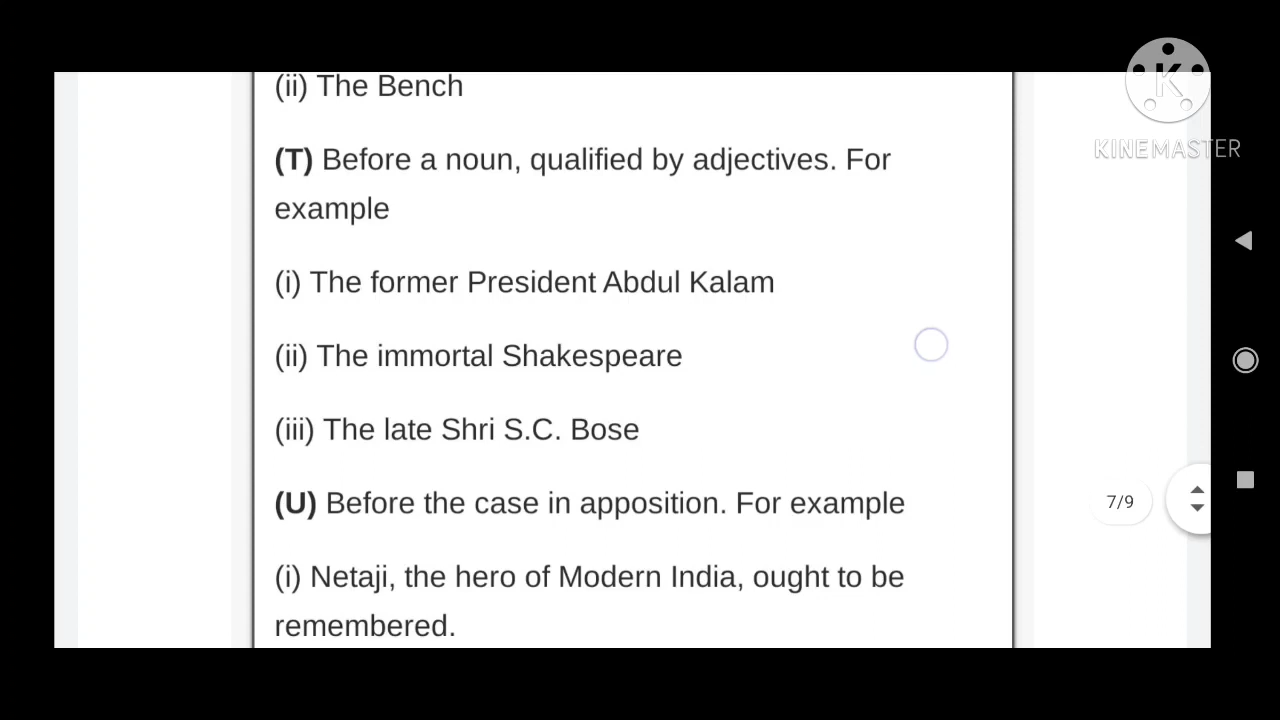 (ii) The Bench
(T) Before a noun, qualified by adjectives. For
example
(i) The former President Abdul Kalam
(ii) The immortal Shakespeare
(iii) The late Shri S.C. Bose
(U) Before the case in apposition. For example
(i) Netaji, the hero of Modern India, ought to be
remembered.
K
KINEMASTER
7/9